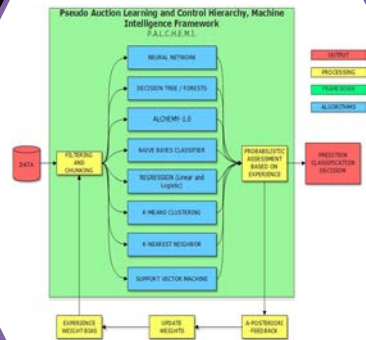 Pseudo Auction Learning and Control Hierarchy, Machine
Intelligence Framework
P.A.L.C.H.E.M.I.
NEURAL NETWORK
DECISION TREE / FORESTS
ALCHEMY-1.0
NAIVE BAYES CLASSIFIER
REGRESSION (Linear and
Logistic)
K-MEANS CLUSTERING
K-NEAREST NEIGHBOR
SUPPORT VECTOR MACHINE
DATA
FILTERING
AND
CHUNKING
PROBABILISTIC
ASSESSMENT
BASED ON
EXPERIENCE
PREDICTION
CLASSIFICATION
DECISION
OUTPUT
PROCESSING
FRAMEWORK
ALGORITHMS
EXPERIENCE
WEIGHT BIAS
UPDATE
WEIGHTS
A-POSTERIORI
FEEDBACK